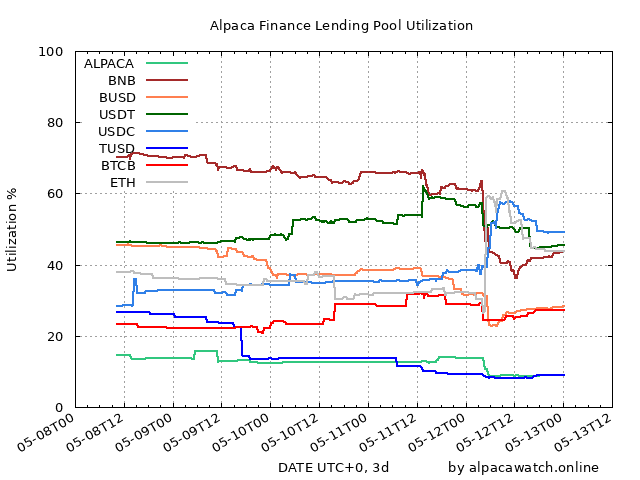 Alpaca Finance Lending Pool Utilization
Utilization %
100
80
60
40
20
0
ALPACA
BNB
BUSD
USDT
USDC
TUSD
BTCB
ETH
05-08T00
05-08T12
05-09T00
05-09T12
05-10T00
05-10T12
05-11T00
05-11T12
05-12T00
05-12T12
05-13T00
05-13T12
DATE UTC+0, 3d
by alpacawatch.online